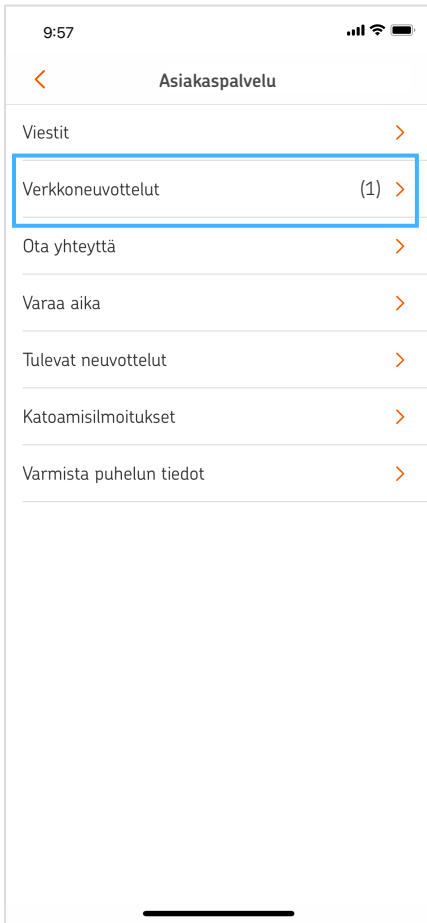 9:57
Asiakaspalvelu
Viestit
Verkkoneuvottelut (1)
Ota yhteyttä
Varaa aika
Tulevat neuvottelut
Katoamisilmoitukset
Varmista puhelun tiedot